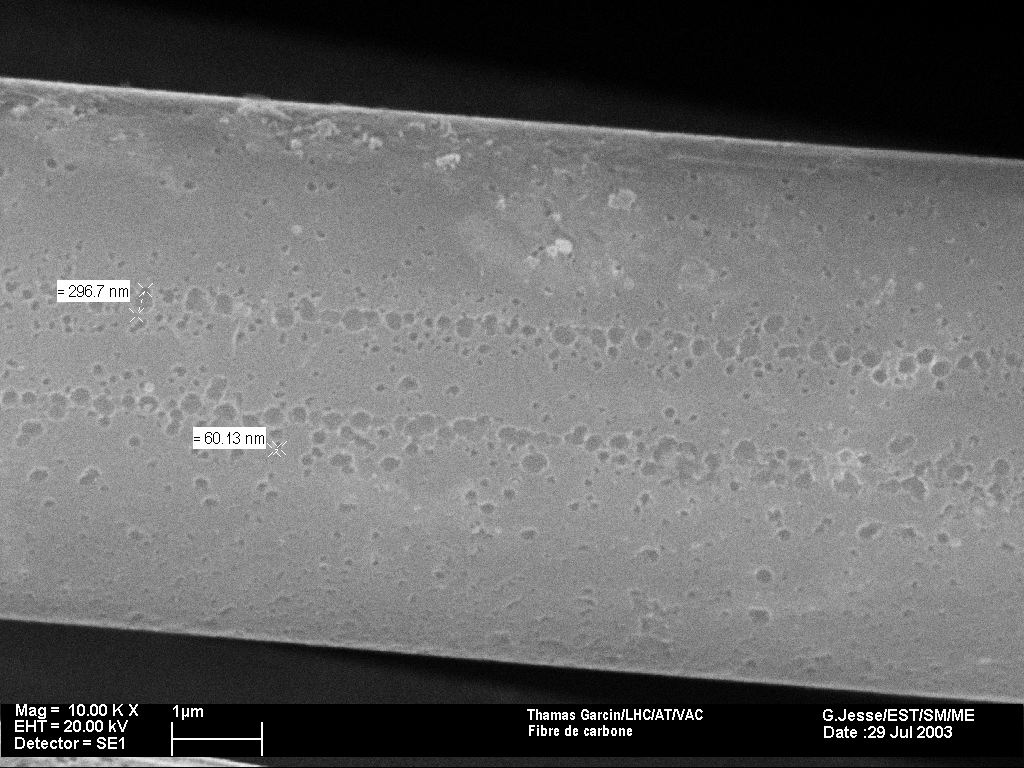 = 296.7 nm
= 60.13 nm
Mag = 10.00 K X
EHT = 20.00 kV
Detector = SE1
1µm
Thamas Garcin/LHC/AT/VAC
Fibre de carbone
G.Jesse/EST/SM/ME
Date :29 Jul 2003